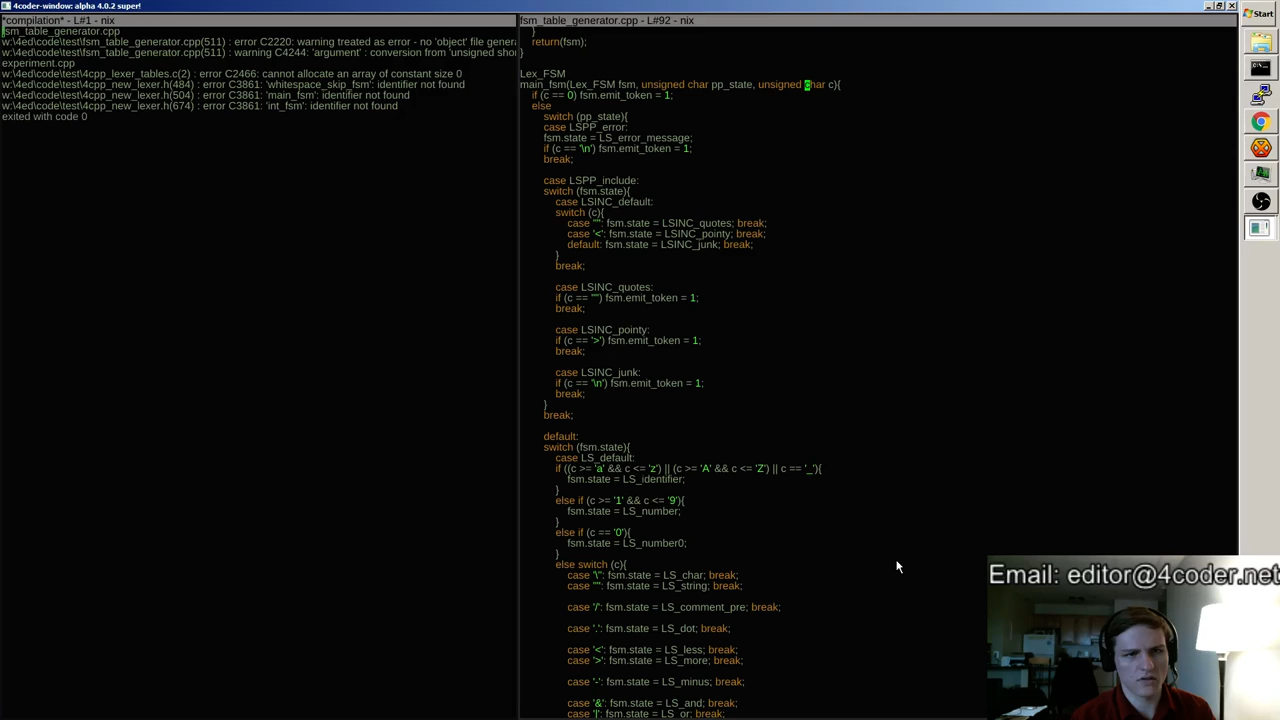 4coder-window: alpha 4.0.2 super!
*compilation* - L#1 - nix
fsm_table_generator.cpp
w:\4ed\code\test\fsm_table_generator.cpp(511) : error C2220: warning treated as error - no 'object' file gener
w:\4ed\code\test\fsm_table_generator.cpp(511) : warning C4244: 'argument' : conversion from 'unsigned sho
experiment.cpp
w:\4ed\code\test\4cpp_lexer_tables.c(2) : error C2466: cannot allocate an array of constant size 0
w:\4ed\code\test\4cpp_new_lexer.h(484) : error C3861: 'whitespace_skip_fsm': identifier not found
w:\4ed\code\test\4cpp_new_lexer.h(504) : error C3861: 'main_fsm': identifier not found
w:\4ed\code\test\4cpp_new_lexer.h(674) : error C3861: 'int_fsm': identifier not found
exited with code 0
fsm_table_generator.cpp - L#92 - nix
}
return(fsm);
}
Lex_FSM
main_fsm(Lex_FSM fsm, unsigned char pp_state, unsigned char c){
if (c == 0) fsm.emit_token = 1;
else
switch (pp_state){
case LSPP_error:
fsm.state = LS_error_message;
if (c == '\n') fsm.emit_token = 1;
break;
case LSPP_include:
switch (fsm.state){
case LSINC_default:
switch (c){
case '"': fsm.state = LSINC_quotes; break;
case '<': fsm.state = LSINC_pointy; break;
default: fsm.state = LSINC_junk; break;
}
break;
case LSINC_quotes:
if (c == '"') fsm.emit_token = 1;
break;
case LSINC_pointy:
if (c == '>') fsm.emit_token = 1;
break;
case LSINC_junk:
if (c == '\n') fsm.emit_token = 1;
break;
}
break;
default:
switch (fsm.state){
case LS_default:
if ((c >= 'a' && c <= 'z') || (c >= 'A' && c <= 'Z') || c == '_'){
fsm.state = LS_identifier;
}
else if (c >= '1' && c <= '9'){
fsm.state = LS_number;
}
else if (c == '0'){
fsm.state = LS_number0;
}
else switch (c){
case '\'': fsm.state = LS_char; break;
case '"': fsm.state = LS_string; break;
case '/': fsm.state = LS_comment_pre; break;
case '.': fsm.state = LS_dot; break;
case '<': fsm.state = LS_less; break;
case '>': fsm.state = LS_more; break;
case '-': fsm.state = LS_minus; break;
case '&': fsm.state = LS_and; break;
case '|': fsm.state = LS_or; break;
Start
Email: editor@4coder.net